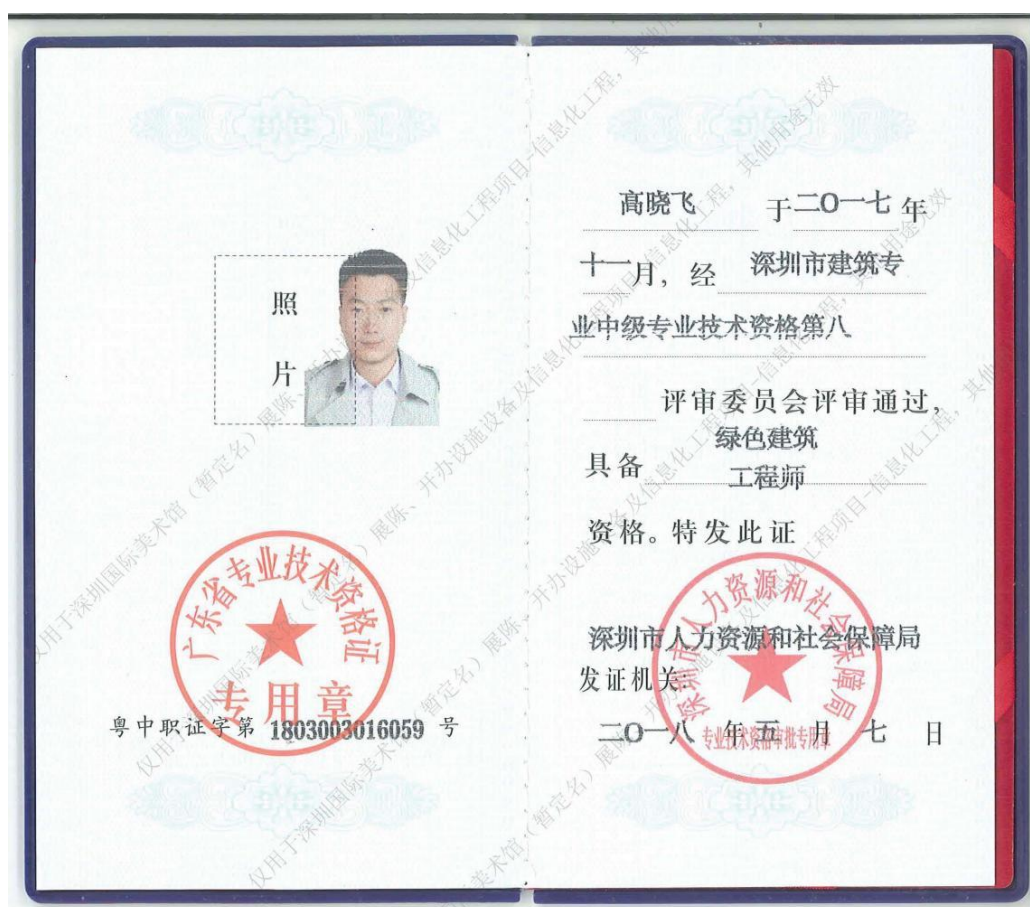 照
片
广东省专业技术资格证
专用章
粤中职证字第 1803003016059 号
高晓飞 于二〇一七年
十一月，经 深圳市建筑专
业中级专业技术资格第八
评审委员会评审通过，
绿色建筑
具备
工程师
资格。特发此证
深圳市人力资源和社会保障局
深圳市人力资源和社会保障局
发证机关：
专业技术资格审批专用章
二〇一八 年 五 月 七 日
仅用于深圳国际美术馆（暂定名）展陈、开办设施设备及信息化工程项目-信息化工程，其他用途无效